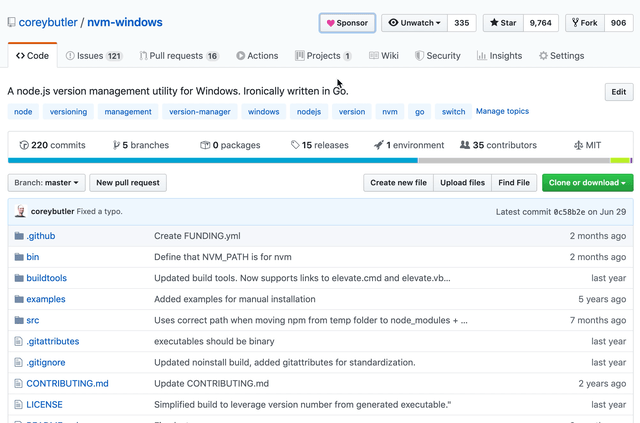 coreybutler / nvm-windows
Sponsor
Unwatch 335
Star 9,764
Fork 906
Code
Issues 121
Pull requests 16
Actions
Projects 1
Wiki
Security
Insights
Settings
A node.js version management utility for Windows. Ironically written in Go.
Edit
node versioning management version-manager windows nodejs version nvm go switch Manage topics
220 commits
5 branches
0 packages
15 releases
1 environment
35 contributors
MIT
Branch: master
New pull request
Create new file
Upload files
Find File
Clone or download
coreybutler Fixed a typo. Latest commit 0c58b2e on Jun 29
.github Create FUNDING.yml 2 months ago
bin Define that NVM_PATH is for nvm 2 months ago
buildtools Updated build tools. Now supports links to elevate.cmd and elevate.vb... last year
examples Added examples for manual installation 5 years ago
src Uses correct path when moving npm from temp folder to node_modules + ... 7 months ago
.gitattributes executables should be binary last year
.gitignore Updated noinstall build, added gitattributes for standardization. last year
CONTRIBUTING.md Update CONTRIBUTING.md 2 years ago
LICENSE Simplified build to leverage version number from generated executable." last year